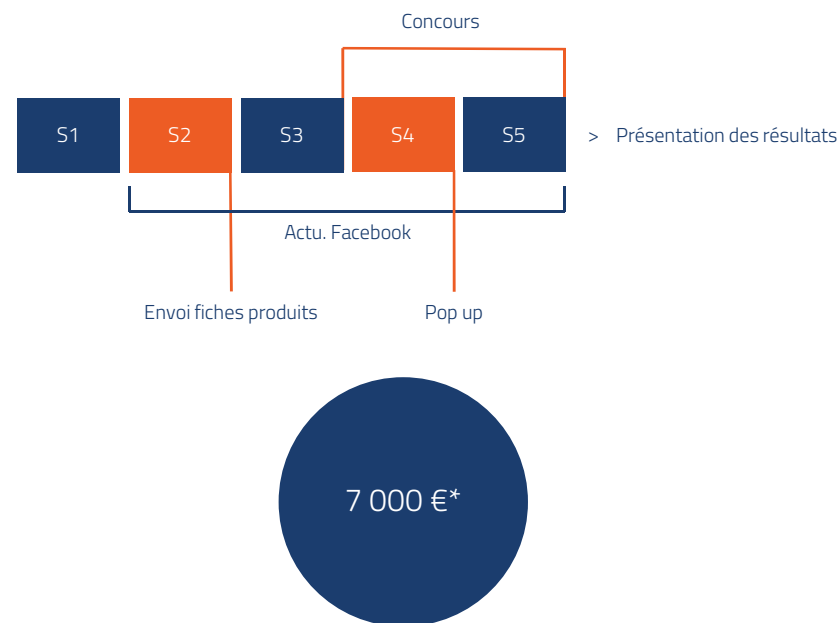 Concours
S1 S2 S3 S4 S5 > Présentation des résultats
Actu. Facebook
Envoi fiches produits Pop up
7 000 €*